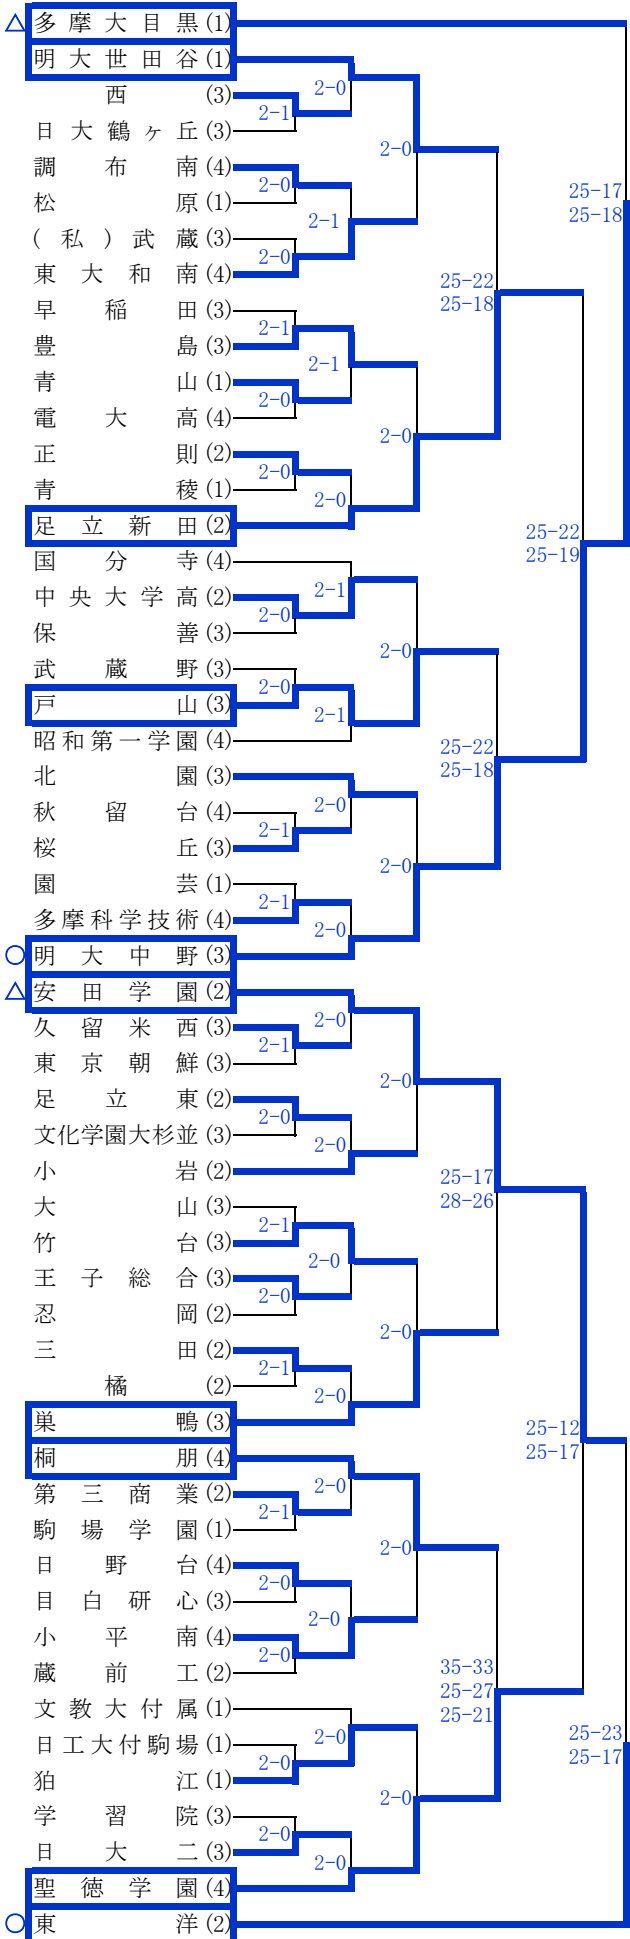 △多摩大目黒(1)
明大世田谷(1)
西(3)
2-0
2-1
日大鶴ヶ丘(3)
2-0
調布南(4)
2-0
25-17
25-18
松原(1)
2-1
(私)武蔵(3)
2-0
東大和南(4)
25-22
25-18
早稲田(3)
2-1
豊島(3)
2-1
青山(1)
2-0
電大高(4)
2-0
正則(2)
2-0
青稜(1)
2-0
足立新田(2)
25-22
25-19
国分寺(4)
中央大学高(2)
2-1
2-0
保善(3)
2-0
武蔵野(3)
2-0
戸山(3)
2-1
昭和第一学園(4)
25-22
25-18
北園(3)
2-0
秋留台(4)
2-1
桜丘(3)
2-0
園芸(1)
2-1
多摩科学技術(4)
2-0
○明大中野(3)
△安田学園(2)
久留米西(3)
2-0
2-1
東京朝鮮(3)
2-0
足立東(2)
2-0
文化学園大杉並(3)
2-0
小岩(2)
25-17
28-26
大山(3)
2-1
竹台(3)
2-0
王子総合(3)
2-0
忍岡(2)
2-0
三田(2)
2-1
橘(2)
2-0
巣鴨(3)
25-12
25-17
桐朋(4)
第三商業(2)
2-0
2-1
駒場学園(1)
2-0
日野台(4)
2-0
目白研心(3)
2-0
小平南(4)
2-0
蔵前工(2)
35-33
25-27
25-21
文教大付属(1)
2-0
25-23
25-17
日工大付駒場(1)
2-0
狛江(1)
2-0
学習院(3)
2-0
日大二(3)
2-0
聖徳学園(4)
○東洋(2)